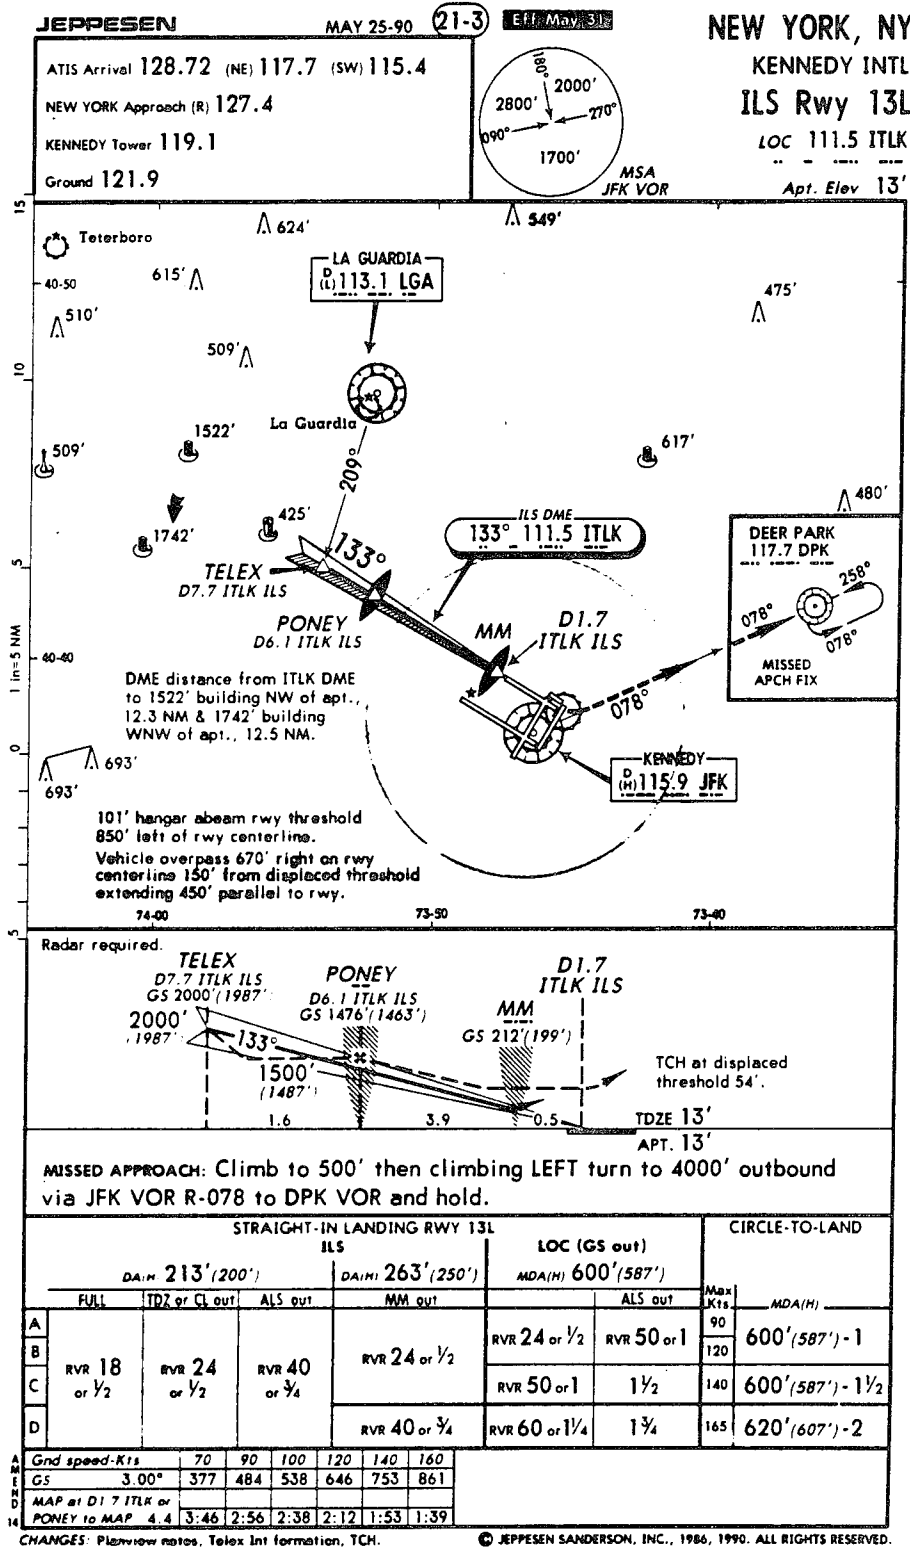 JEPPESEN MAY 25-90 21-3 Eff May 31
NEW YORK, NY
KENNEDY INTL
ILS Rwy 13L
LOC 111.5 ITLK
Apt. Elev 13'
ATIS Arrival 128.72 (NE) 117.7 (SW) 115.4
NEW YORK Approach (R) 127.4
KENNEDY Tower 119.1
Ground 121.9
180°
2000'
2800'
270°
090°
1700'
MSA
JFK VOR
15
Teterboro
624'
549'
LA GUARDIA
D
(L) 113.1 LGA
615'
40-50
510'
475'
509'
10
La Guardia
1522'
509'
617'
209°
480'
425'
1742'
133°
ILS DME
133° 111.5 ITLK
DEER PARK
117.7 DPK
258°
078°
078°
MISSED
APCH FIX
5
TELEX
D7.7 ITLK ILS
PONEY
D6.1 ITLK ILS
MM
D1.7
ITLK ILS
1 in = 5 NM
40-40
DME distance from ITLK DME
to 1522' building NW of apt.,
12.3 NM & 1742' building
WNW of apt., 12.5 NM.
078°
0
KENNEDY
D
(H) 115.9 JFK
693'
693'
101' hangar abeam rwy threshold
850' left of rwy centerline.
Vehicle overpass 670' right on rwy
centerline 150' from displaced threshold
extending 450' parallel to rwy.
74-00
73-50
73-40
5
Radar required.
TELEX
D7.7 ITLK ILS
GS 2000'(1987')
2000'
(1987')
133°
PONEY
D6.1 ITLK ILS
GS 1476'(1463')
1500'
(1487')
MM
GS 212'(199')
D1.7
ITLK ILS
TCH at displaced
threshold 54'.
1.6
3.9
0.5
TDZE 13'
APT. 13'
MISSED APPROACH: Climb to 500' then climbing LEFT turn to 4000' outbound
via JFK VOR R-078 to DPK VOR and hold.
STRAIGHT-IN LANDING RWY 13L
CIRCLE-TO-LAND
ILS
LOC (GS out)
DA(H) 213'(200')
DA(H) 263'(250')
MDA(H) 600'(587')
FULL TDZ or CL out ALS out MM out ALS out
Max Kts MDA(H)
A
B
C
D
RVR 18 or ½
RVR 24 or ½
RVR 40 or ¾
RVR 24 or ½
RVR 24 or ½
RVR 50 or 1
90
120
600'(587')-1
RVR 50 or 1
1½
140
600'(587')-1½
RVR 40 or ¾
RVR 60 or 1¼
1¾
165
620'(607')-2
Gnd speed-Kts 70 90 100 120 140 160
GS 3.00° 377 484 538 646 753 861
MAP at D1.7 ITLK or
PONEY to MAP 4.4 3:46 2:56 2:38 2:12 1:53 1:39
AMEND 14
CHANGES: Planview notes, Telex Int formation, TCH.
© JEPPESEN SANDERSON, INC., 1986, 1990. ALL RIGHTS RESERVED.